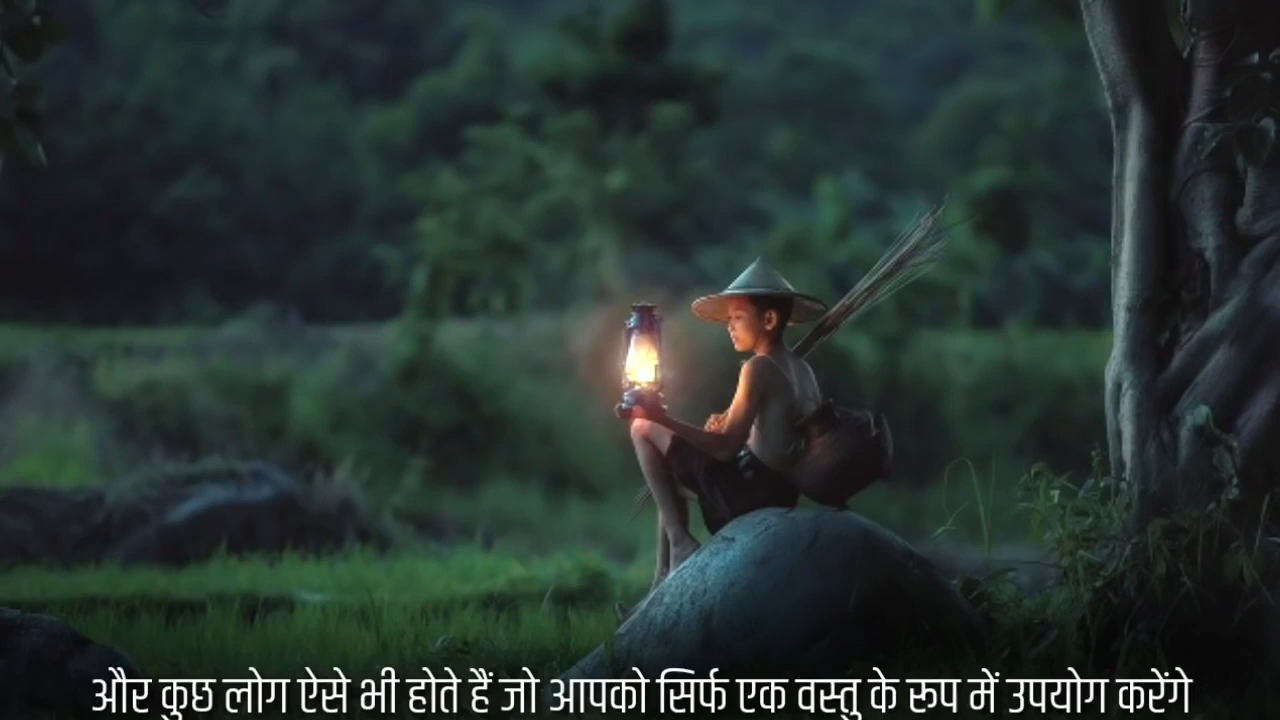 और कुछ लोग ऐसे भी होते हैं जो आपको सिर्फ एक वस्तु के रूप में उपयोग करेंगे